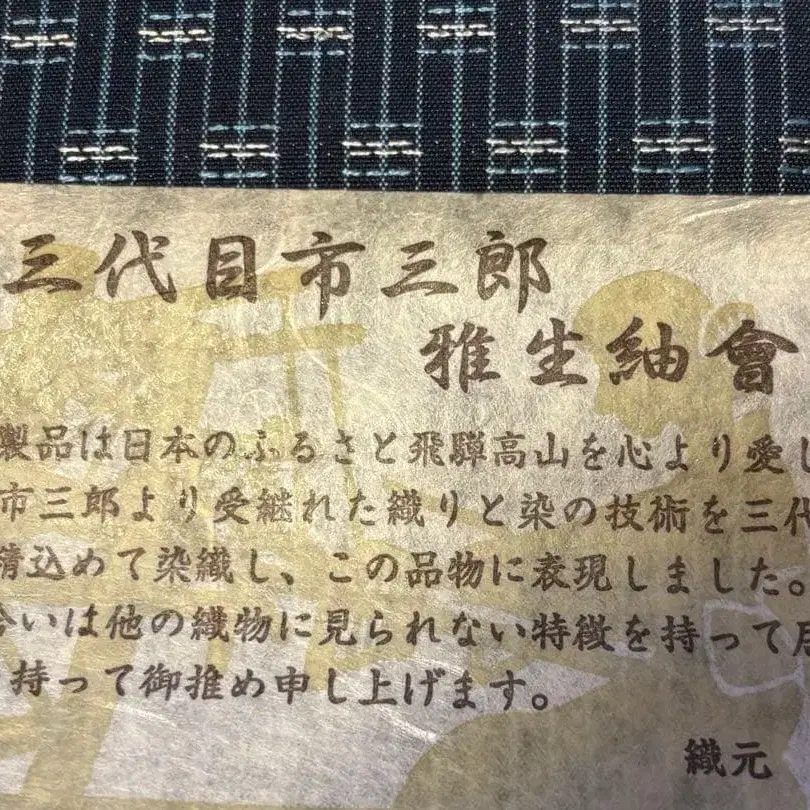 三代目市三郎
雅生紬會
製品は日本のふるさと飛騨高山を心より愛し
市三郎より受継れた織りと染の技術を三代
込めて染織し、この品物に表現しました。
いは他の織物に見られない特徴を持って
持って御推め申し上げます。
織元